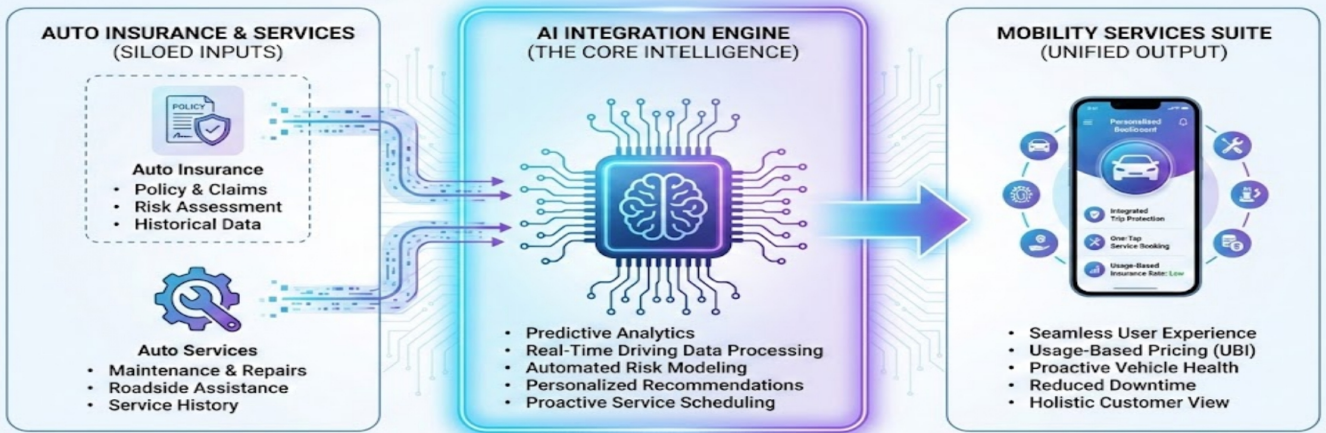 AUTO INSURANCE & SERVICES
(SILOED INPUTS)
POLICY
Auto Insurance
• Policy & Claims
• Risk Assessment
• Historical Data
Auto Services
• Maintenance & Repairs
• Roadside Assistance
• Service History
AI INTEGRATION ENGINE
(THE CORE INTELLIGENCE)
• Predictive Analytics
• Real-Time Driving Data Processing
• Automated Risk Modeling
• Personalized Recommendations
• Proactive Service Scheduling
MOBILITY SERVICES SUITE
(UNIFIED OUTPUT)
Personalised
Integrated
Trip Protection
One-Tap
Service Booking
Usage-Based
Insurance Rate: Low
• Seamless User Experience
• Usage-Based Pricing (UBI)
• Proactive Vehicle Health
• Reduced Downtime
• Holistic Customer View